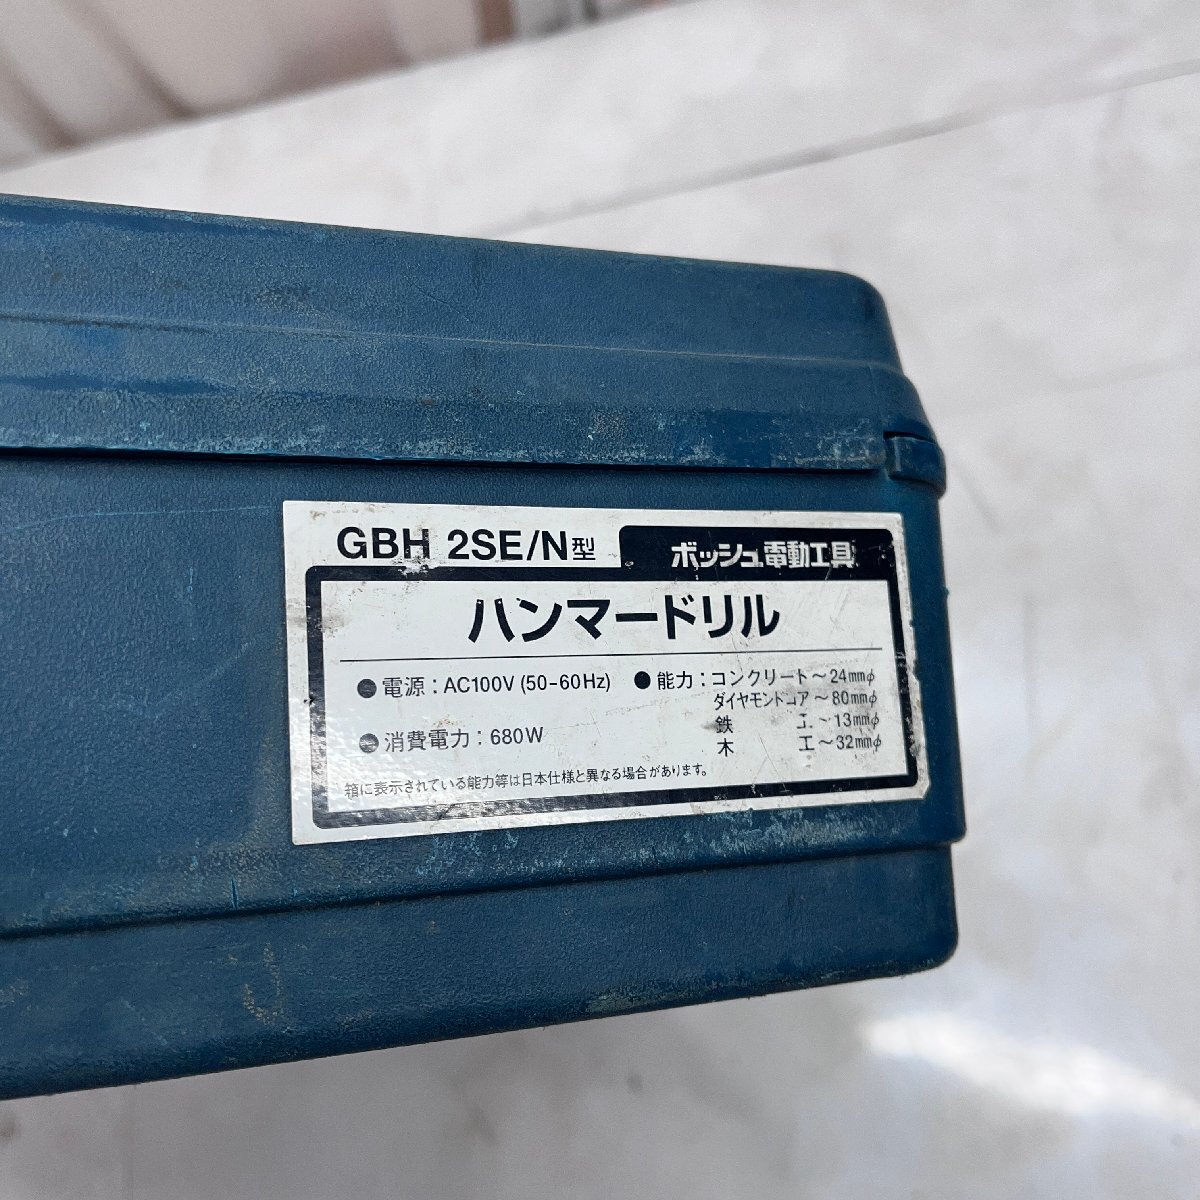 GBH 2SE/N型 ボッシュ電動工具
ハンマードリル
●電源：AC100V (50-60Hz) ●能力：コンクリート～24mmφ
ダイヤモンドコア～80mmφ
鉄　工～13mmφ
●消費電力：680W 木　工～32mmφ
箱に表示されている能力等は日本仕様と異なる場合があります。